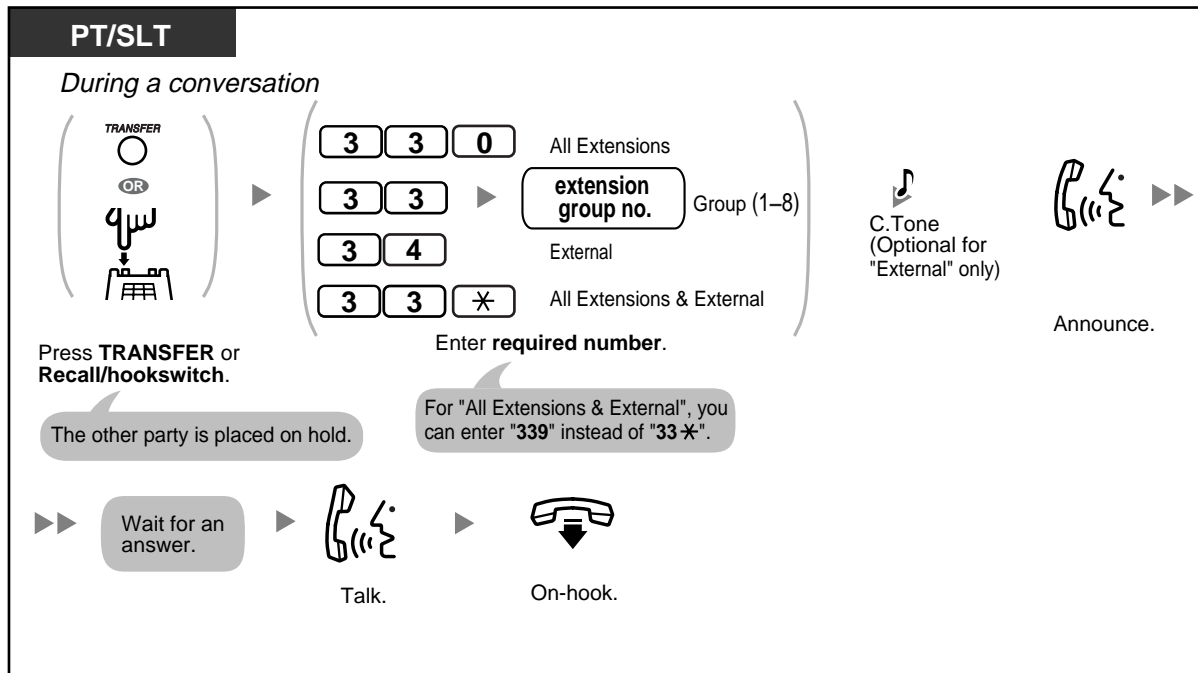 PT/SLT
During a conversation
TRANSFER
OR
3 3 0 All Extensions
3 3 extension
group no. Group (1–8)
3 4 External
3 3 ✳ All Extensions & External
Press TRANSFER or
Recall/hookswitch.
The other party is placed on hold.
Enter required number.
For "All Extensions & External", you
can enter "339" instead of "33✳".
C.Tone
(Optional for
"External" only)
Announce.
Wait for an
answer.
Talk.
On-hook.